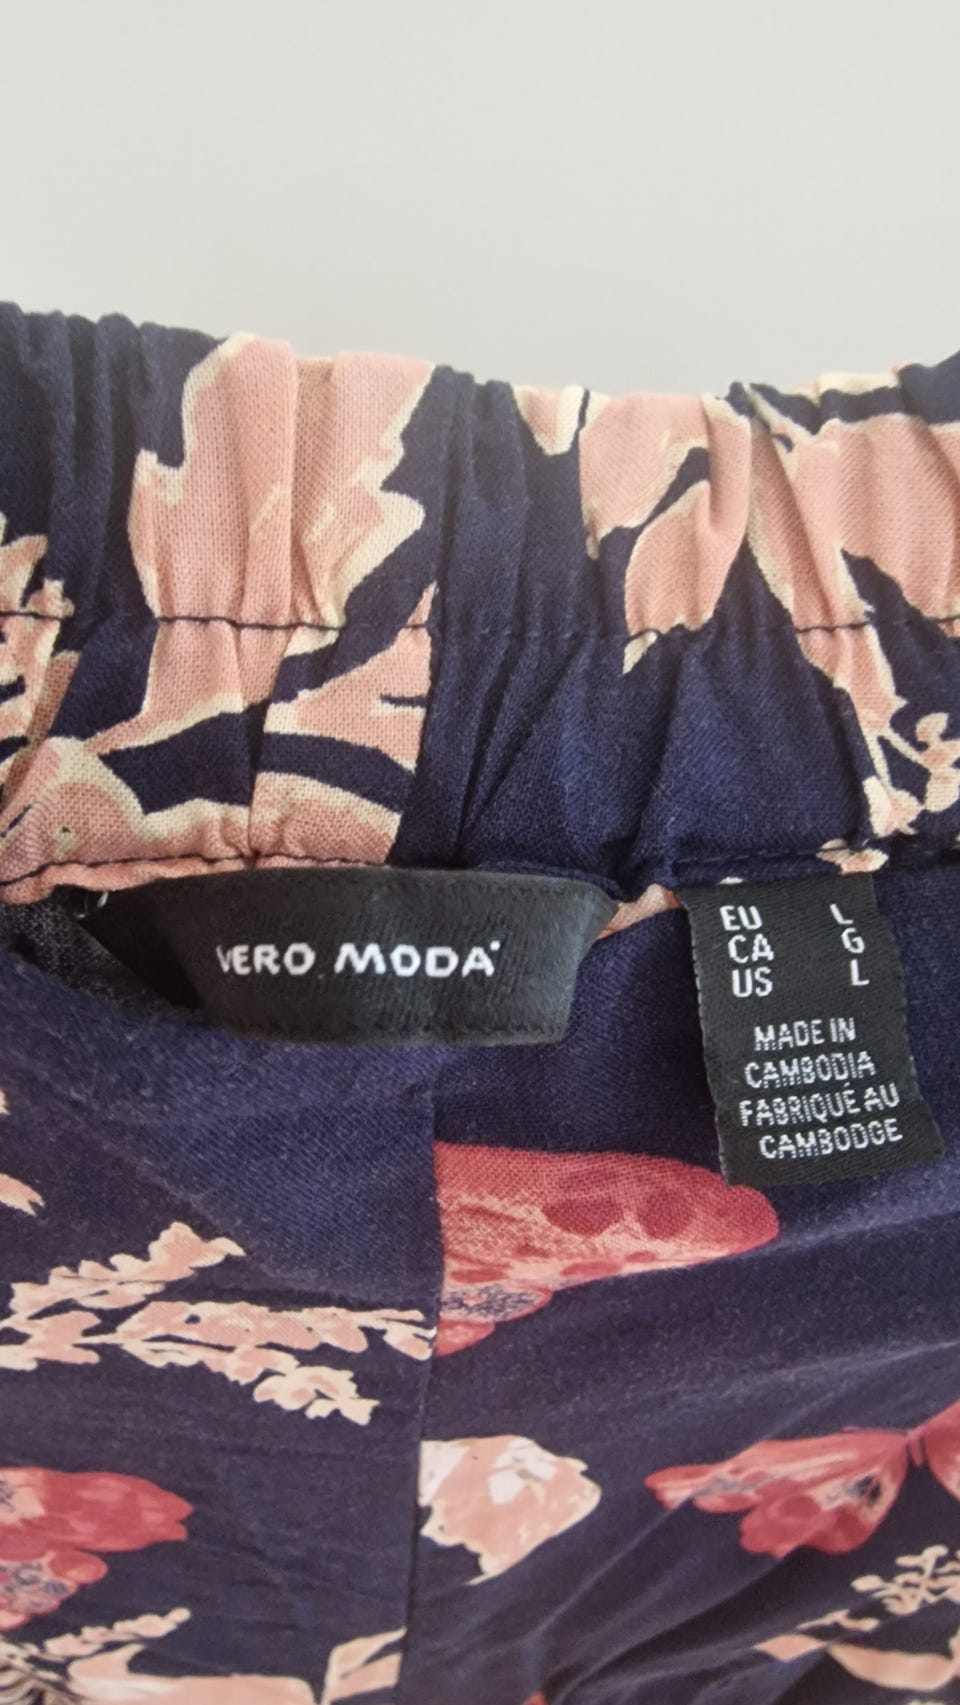 VERO MODA
EU L
CA G
US L
MADE IN
CAMBODIA
FABRIQUÉ AU
CAMBODGE